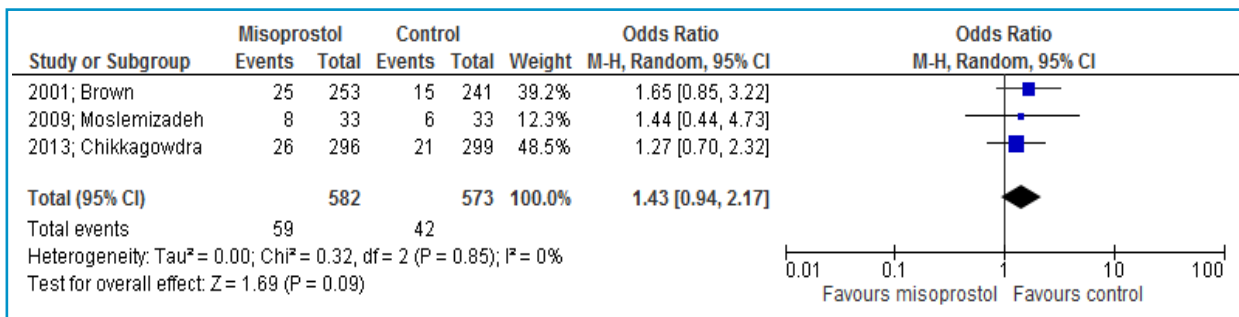 Misoprostol Control Odds Ratio Odds Ratio
Study or Subgroup Events Total Events Total Weight M-H, Random, 95% CI M-H, Random, 95% CI
2001; Brown 25 253 15 241 39.2% 1.65 [0.85, 3.22]
2009; Moslemizadeh 8 33 6 33 12.3% 1.44 [0.44, 4.73]
2013; Chikkagowdra 26 296 21 299 48.5% 1.27 [0.70, 2.32]
Total (95% CI) 582 573 100.0% 1.43 [0.94, 2.17]
Total events 59 42
Heterogeneity: Tau² = 0.00; Chi² = 0.32, df = 2 (P = 0.85); I² = 0%
Test for overall effect: Z = 1.69 (P = 0.09)
0.01 0.1 1 10 100
Favours misoprostol Favours control